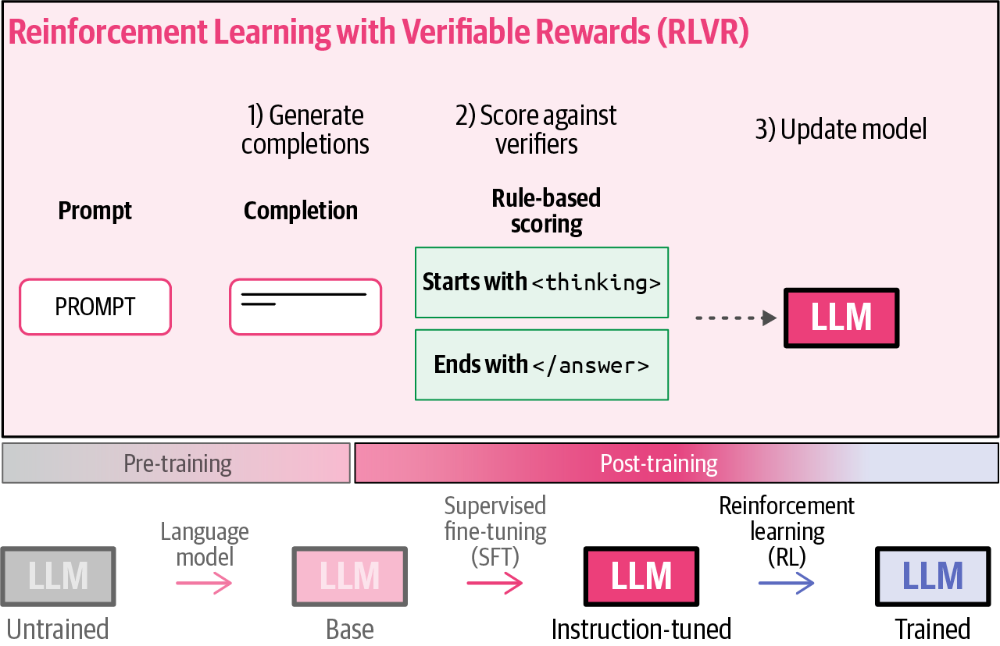 Reinforcement Learning with Verifiable Rewards (RLVR)
1) Generate
completions
2) Score against
verifiers
3) Update model
Prompt
Completion
Rule-based
scoring
PROMPT
Starts with <thinking>
Ends with </answer>
LLM
Pre-training
Post-training
Language
model
Supervised
fine-tuning
(SFT)
Reinforcement
learning
(RL)
LLM
LLM
LLM
LLM
Untrained
Base
Instruction-tuned
Trained